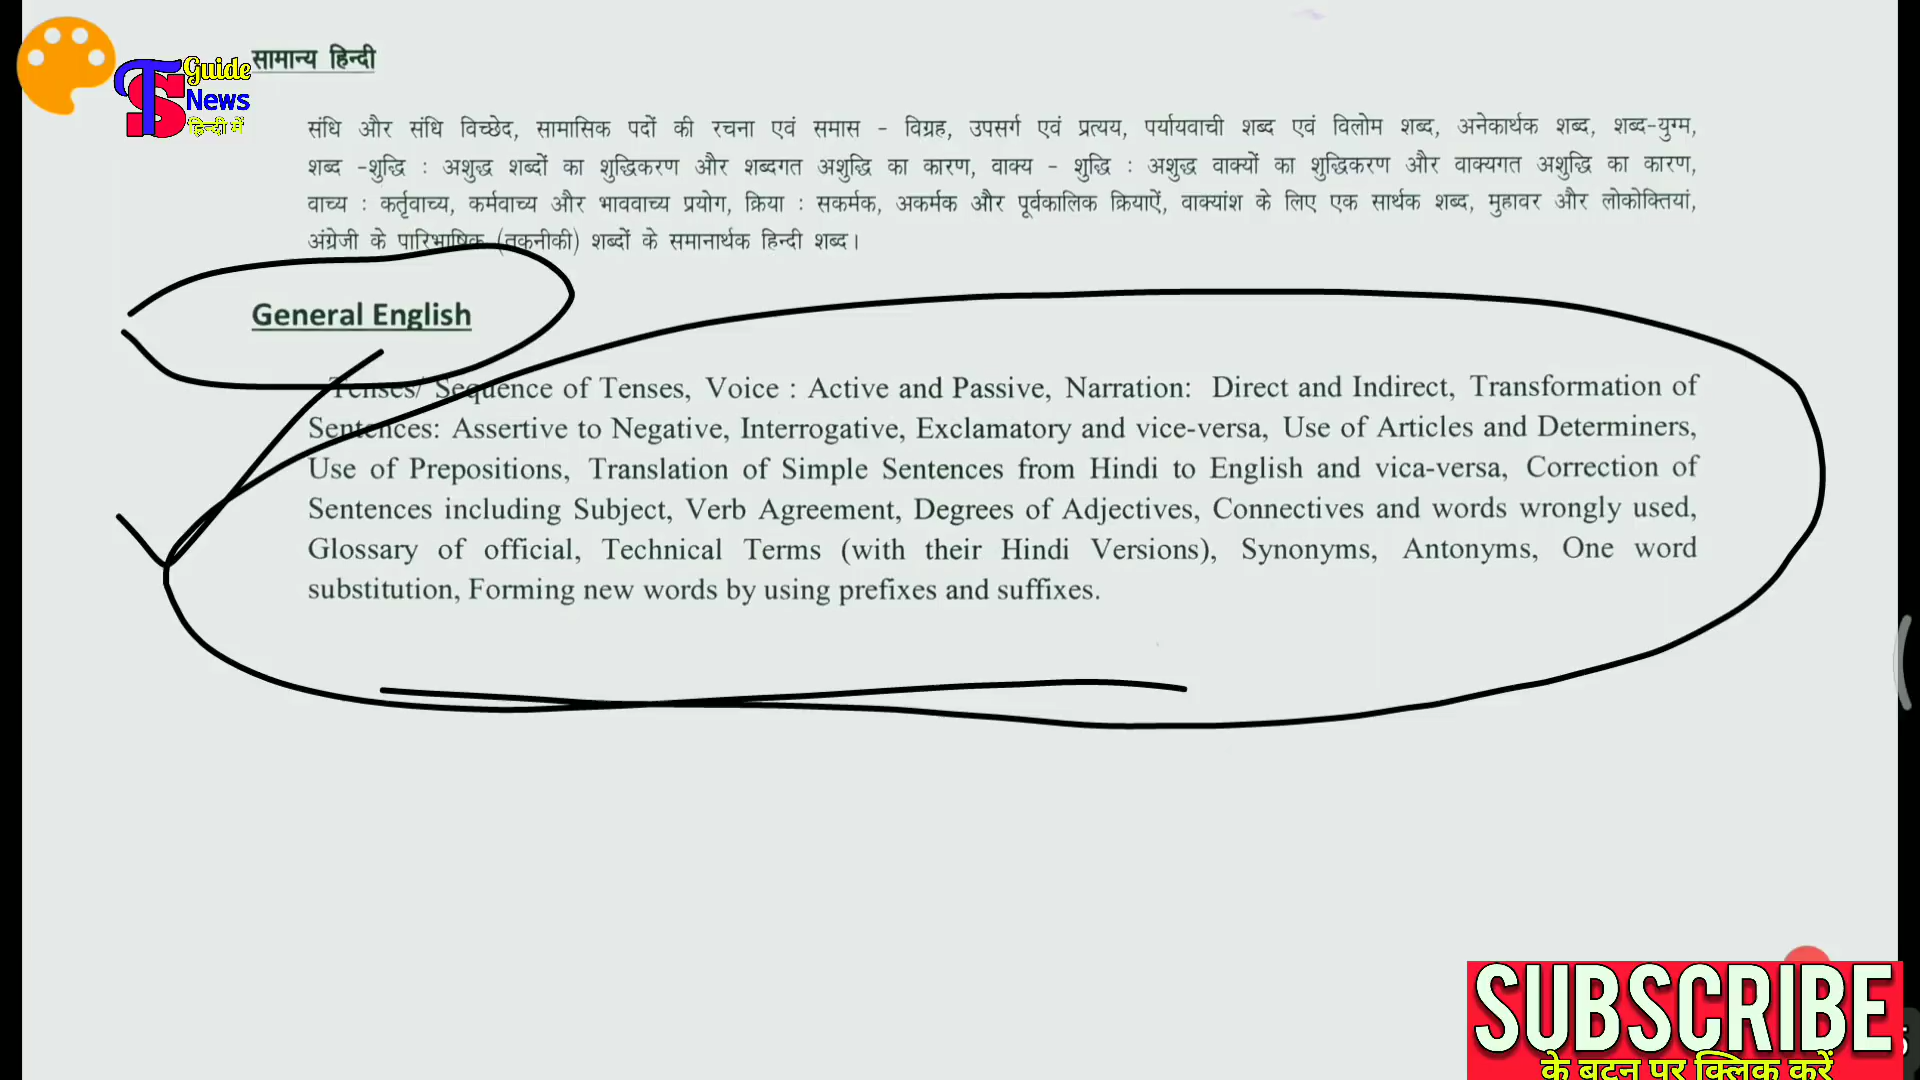 सामान्य हिन्दी
TS Guide
News
हिन्दी में
संधि और संधि विच्छेद, सामासिक पदों की रचना एवं समास - विग्रह, उपसर्ग एवं प्रत्यय, पर्यायवाची शब्द एवं विलोम शब्द, अनेकार्थक शब्द, शब्द-युग्म,
शब्द -शुद्धि : अशुद्ध शब्दों का शुद्धिकरण और शब्दगत अशुद्धि का कारण, वाक्य - शुद्धि : अशुद्ध वाक्यों का शुद्धिकरण और वाक्यगत अशुद्धि का कारण,
वाच्य : कर्तृवाच्य, कर्मवाच्य और भाववाच्य प्रयोग, क्रिया : सकर्मक, अकर्मक और पूर्वकालिक क्रियाऐं, वाक्यांश के लिए एक सार्थक शब्द, मुहावर और लोकोक्तियां,
अंग्रेजी के पारिभाषिक (तकनीकी) शब्दों के समानार्थक हिन्दी शब्द।
General English
Tenses/ Sequence of Tenses, Voice : Active and Passive, Narration: Direct and Indirect, Transformation of
Sentences: Assertive to Negative, Interrogative, Exclamatory and vice-versa, Use of Articles and Determiners,
Use of Prepositions, Translation of Simple Sentences from Hindi to English and vica-versa, Correction of
Sentences including Subject, Verb Agreement, Degrees of Adjectives, Connectives and words wrongly used,
Glossary of official, Technical Terms (with their Hindi Versions), Synonyms, Antonyms, One word
substitution, Forming new words by using prefixes and suffixes.
SUBSCRIBE
के बटन पर क्लिक करें